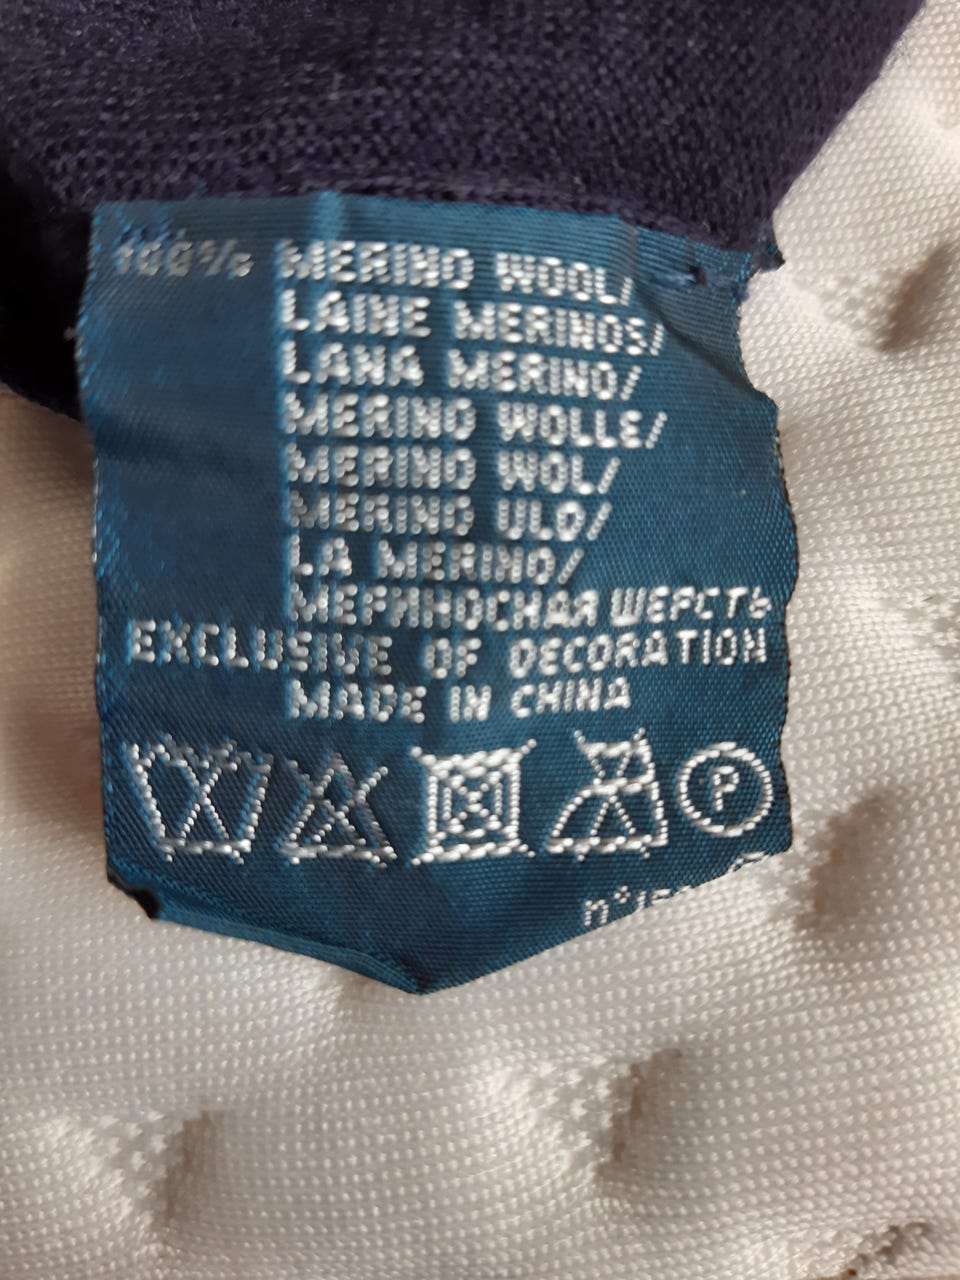 100% MERINO WOOL/
LAINE MERINOS/
LANA MERINO/
MERINO WOLLE/
MERINO WOL/
MERINO ULD/
LÃ MERINO/
МЕРИНОСНАЯ ШЕРСТЬ
EXCLUSIVE OF DECORATION
MADE IN CHINA
P